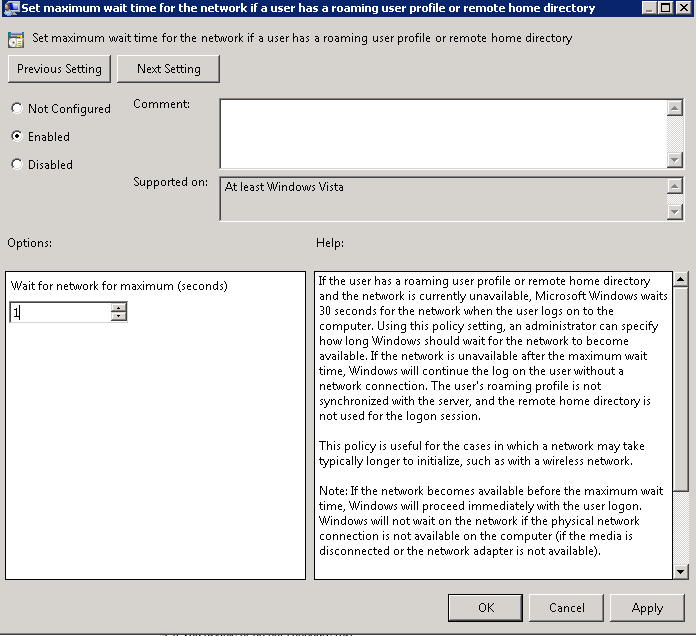 Set maximum wait time for the network if a user has a roaming user profile or remote home directory
Set maximum wait time for the network if a user has a roaming user profile or remote home directory
Previous Setting
Next Setting
Not Configured
Comment:
Enabled
Disabled
Supported on:
At least Windows Vista
Options:
Help:
Wait for network for maximum (seconds)
1
If the user has a roaming user profile or remote home directory
and the network is currently unavailable, Microsoft Windows waits
30 seconds for the network when the user logs on to the
computer. Using this policy setting, an administrator can specify
how long Windows should wait for the network to become
available. If the network is unavailable after the maximum wait
time, Windows will continue the log on the user without a
network connection. The user's roaming profile is not
synchronized with the server, and the remote home directory is
not used for the logon session.
This policy is useful for the cases in which a network may take
typically longer to initialize, such as with a wireless network.
Note: If the network becomes available before the maximum wait
time, Windows will proceed immediately with the user logon.
Windows will not wait on the network if the physical network
connection is not available on the computer (if the media is
disconnected or the network adapter is not available).
OK
Cancel
Apply